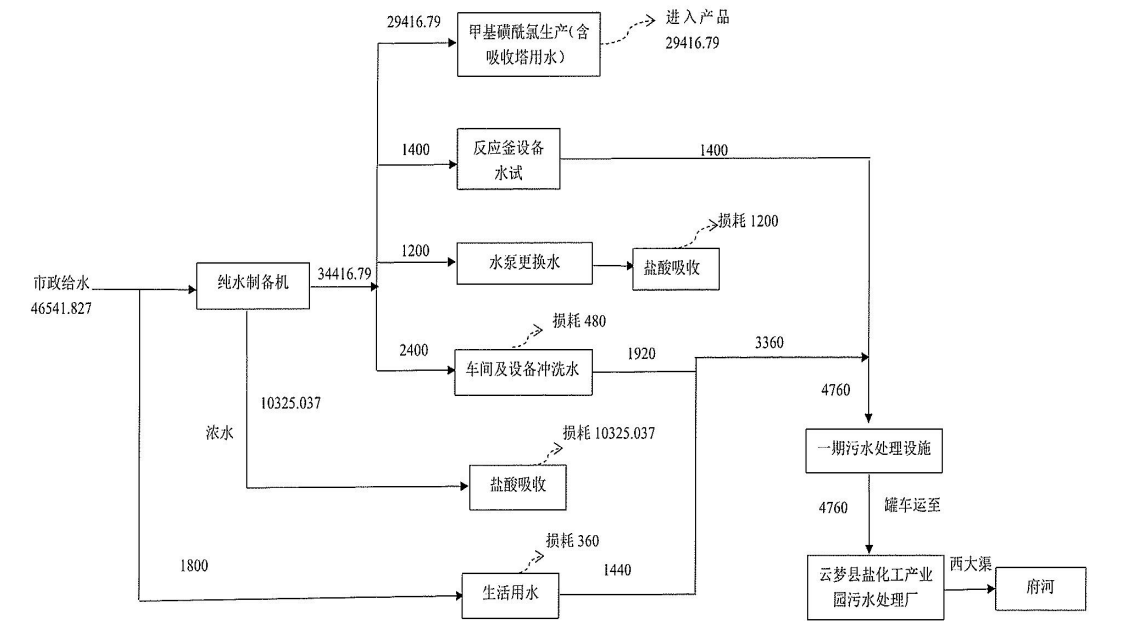 29416.79
甲基磺酰氯生产（含
吸收塔用水）
进入产品
29416.79
1400
反应釜设备
水试
1400
1200
水泵更换水
盐酸吸收
损耗 1200
市政给水
46541.827
纯水制备机
34416.79
2400
车间及设备冲洗水
损耗 480
1920
3360
4760
10325.037
浓水
损耗 10325.037
盐酸吸收
一期污水处理设施
4760
罐车运至
1800
生活用水
损耗 360
1440
云梦县盐化工产业
园污水处理厂
西大渠
府河